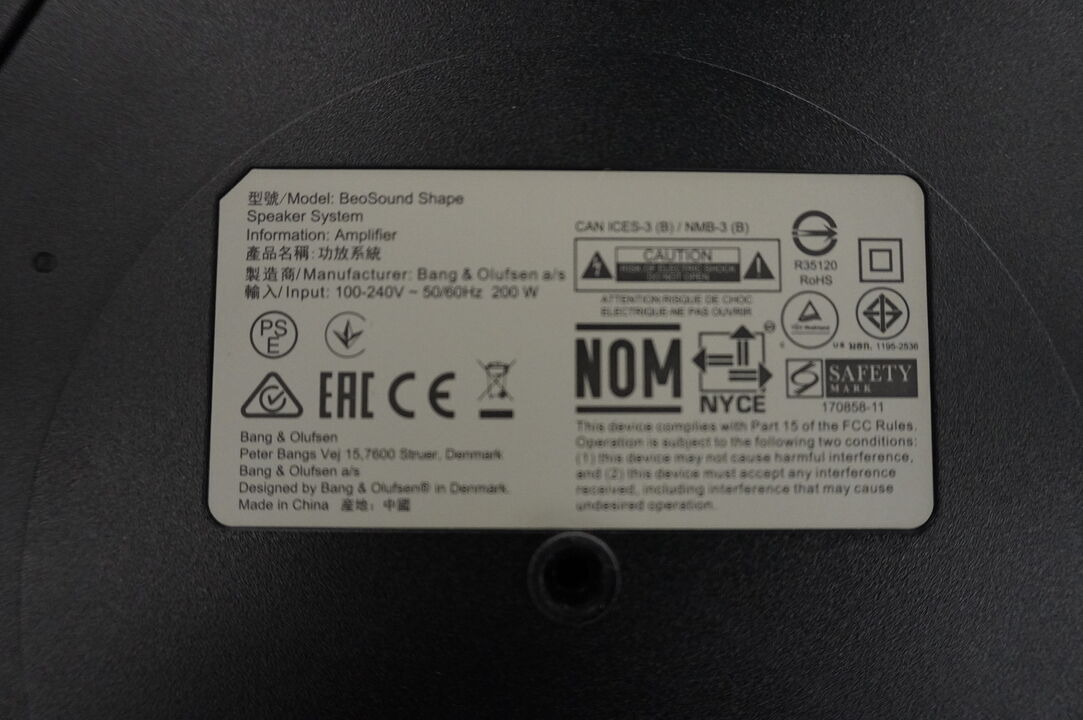 型號/Model: BeoSound Shape
Speaker System
Information: Amplifier
產品名稱: 功放系統
製造商/Manufacturer: Bang & Olufsen a/s
輸入/Input: 100-240V ~ 50/60Hz 200 W
PS
E
EAC CE
Bang & Olufsen
Peter Bangs Vej 15,7600 Struer, Denmark
Bang & Olufsen a/s
Designed by Bang & Olufsen® in Denmark
Made in China 產地: 中國
CAN ICES-3 (B) / NMB-3 (B)
CAUTION
RISK OF ELECTRIC SHOCK
DO NOT OPEN
ATTENTION RISQUE DE CHOC
ELECTRIQUE-NE PAS OUVRIR
R35120
RoHS
NOM
NYCE
มอก. 1195-2536
SAFETY
MARK
170858-11
This device complies with Part 15 of the FCC Rules.
Operation is subject to the following two conditions:
(1) this device may not cause harmful interference,
and (2) this device must accept any interference
received, including interference that may cause
undesired operation.